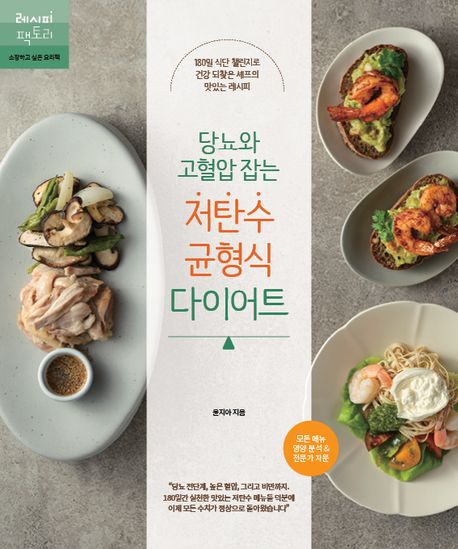 레시피
팩토리
소장하고 싶은 요리책
180일 식단 챌린지로
건강 되찾은 셰프의
맛있는 레시피
당뇨와
고혈압 잡는
저탄수
균형식
다이어트
윤지아 지음
모든 메뉴
영양 분석 &
전문가 자문
“당뇨 전단계, 높은 혈압, 그리고 비만까지.
180일간 실천한 맛있는 저탄수 메뉴들 덕분에
이제 모든 수치가 정상으로 돌아왔습니다”